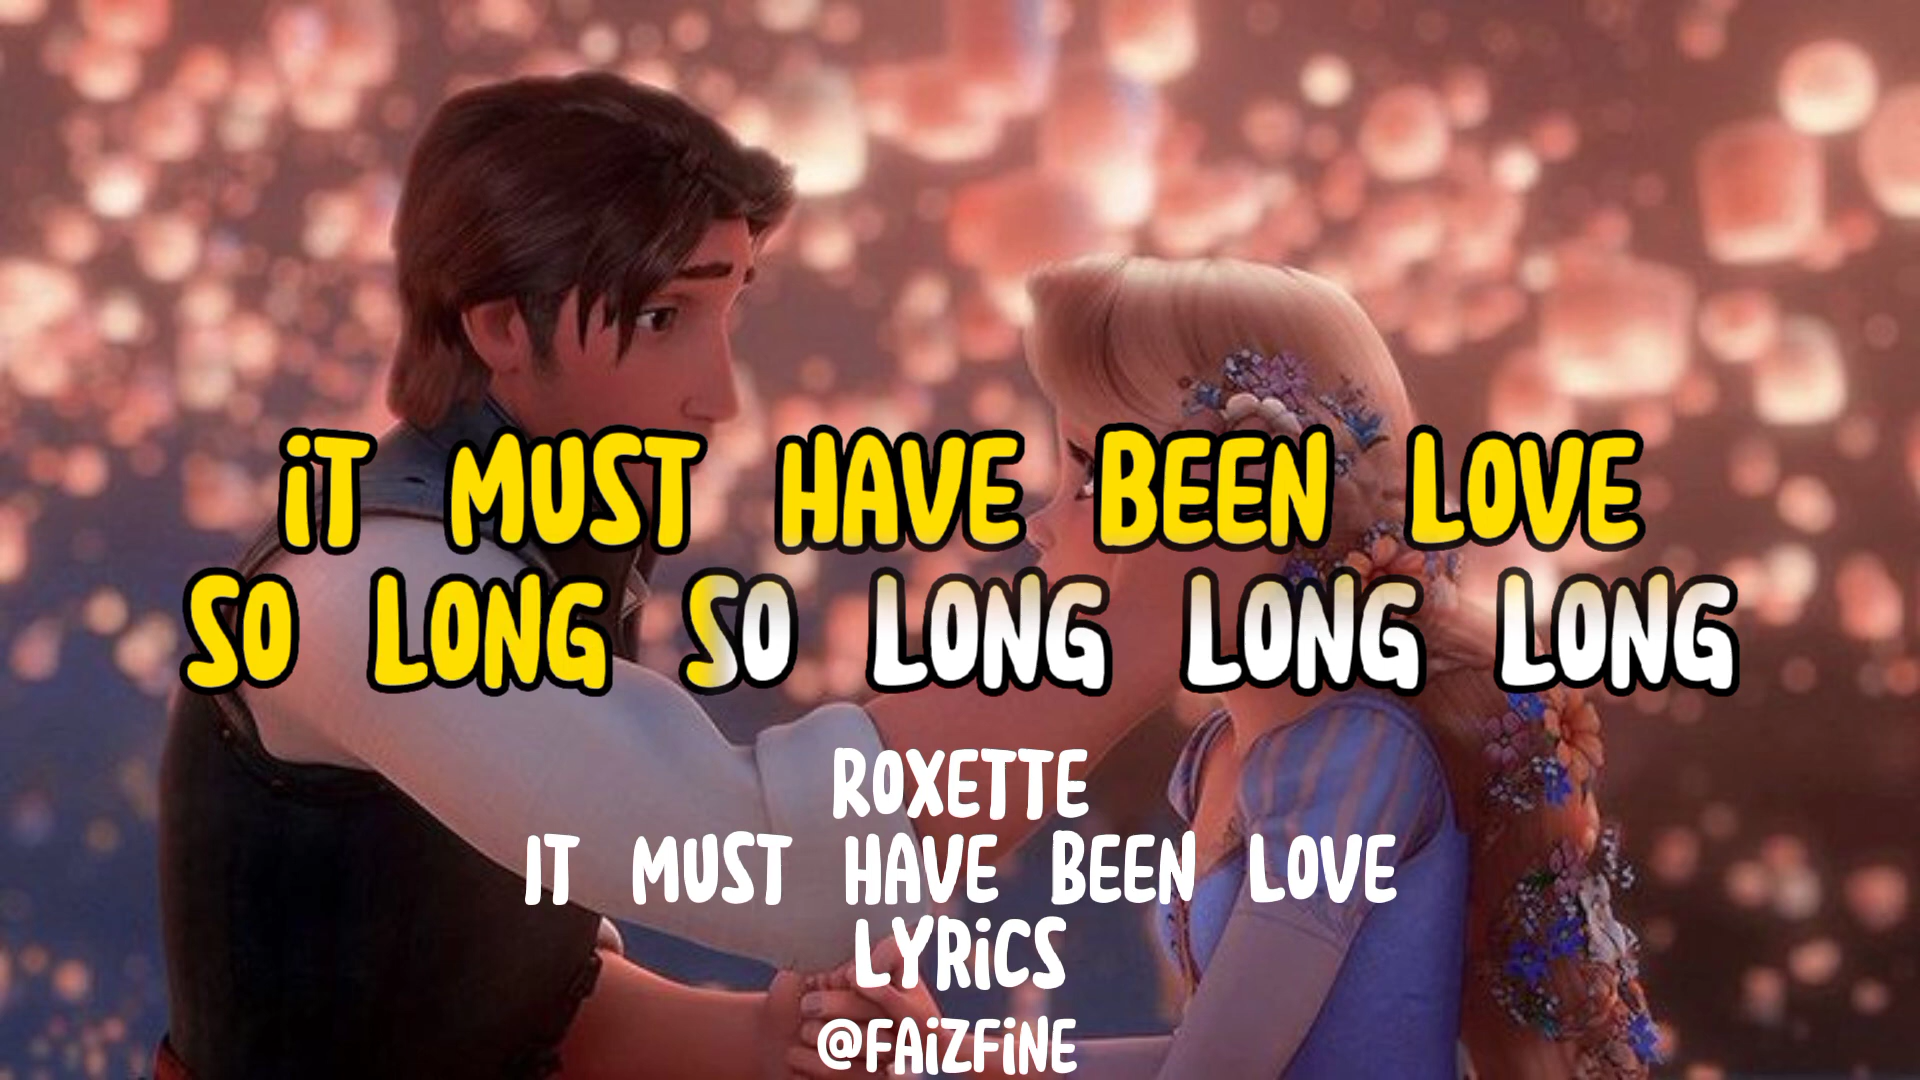 iT MUST HAVE BEEN LOVE
SO LONG SO LONG LONG LONG
ROXETTE
IT MUST HAVE BEEN LOVE
LYRiCS
@FAiZFiNE